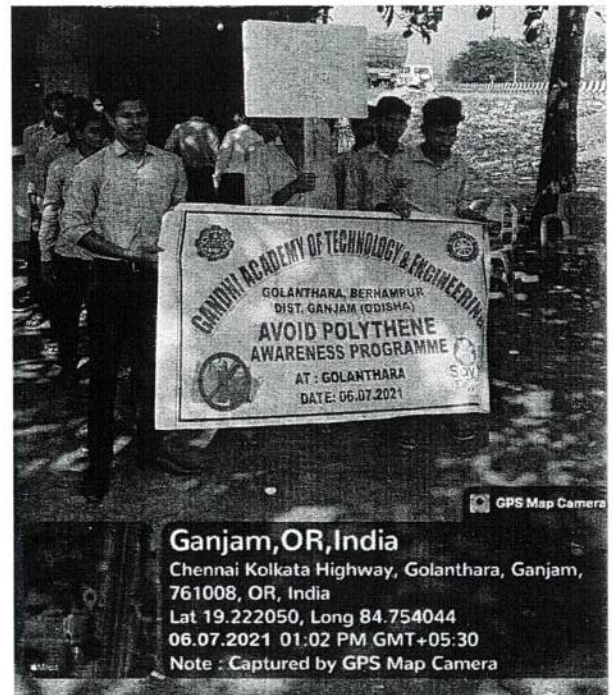 GANDHI ACADEMY OF TECHNOLOGY & ENGINEERING
GOLANTHARA, BERHAMPUR
DIST. GANJAM (ODISHA)
AVOID POLYTHENE
AWARENESS PROGRAMME
AT : GOLANTHARA
DATE: 06.07.2021
GPS Map Camera
Ganjam,OR,India
Chennai Kolkata Highway, Golanthara, Ganjam,
761008, OR, India
Lat 19.222050, Long 84.754044
06.07.2021 01:02 PM GMT+05:30
Note : Captured by GPS Map Camera